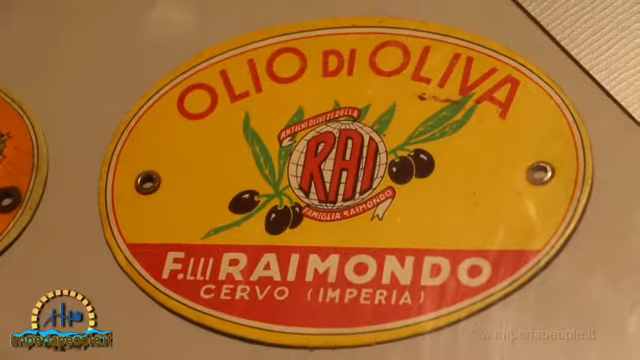 OLIO DI OLIVA
ANTICHI OLIVETI DELLA
RAI
FAMIGLIA RAIMONDO
F.LLI RAIMONDO
CERVO (IMPERIA)
imperiapeople.it
www.imperiapeople.it